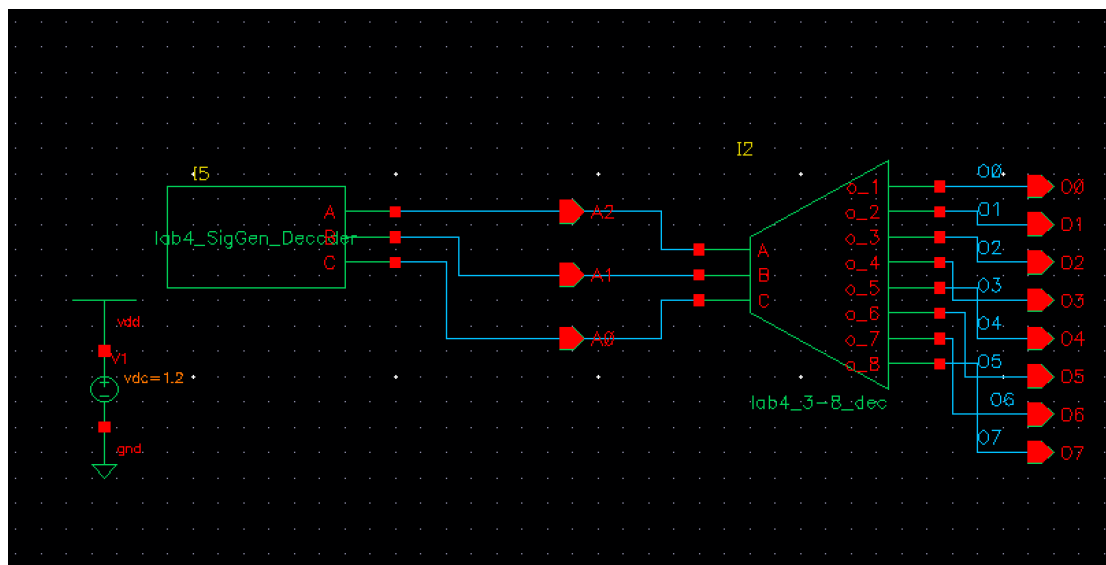 I5
A
B
C
lab4_SigGen_Decoder
vdd
V1
vdc=1.2
gnd
A2
A1
A0
I2
A
B
C
o_1
o_2
o_3
o_4
o_5
o_6
o_7
o_8
lab4_3-8_dec
O0
O1
O2
O3
O4
O5
O6
O7
O0
O1
O2
O3
O4
O5
O6
O7